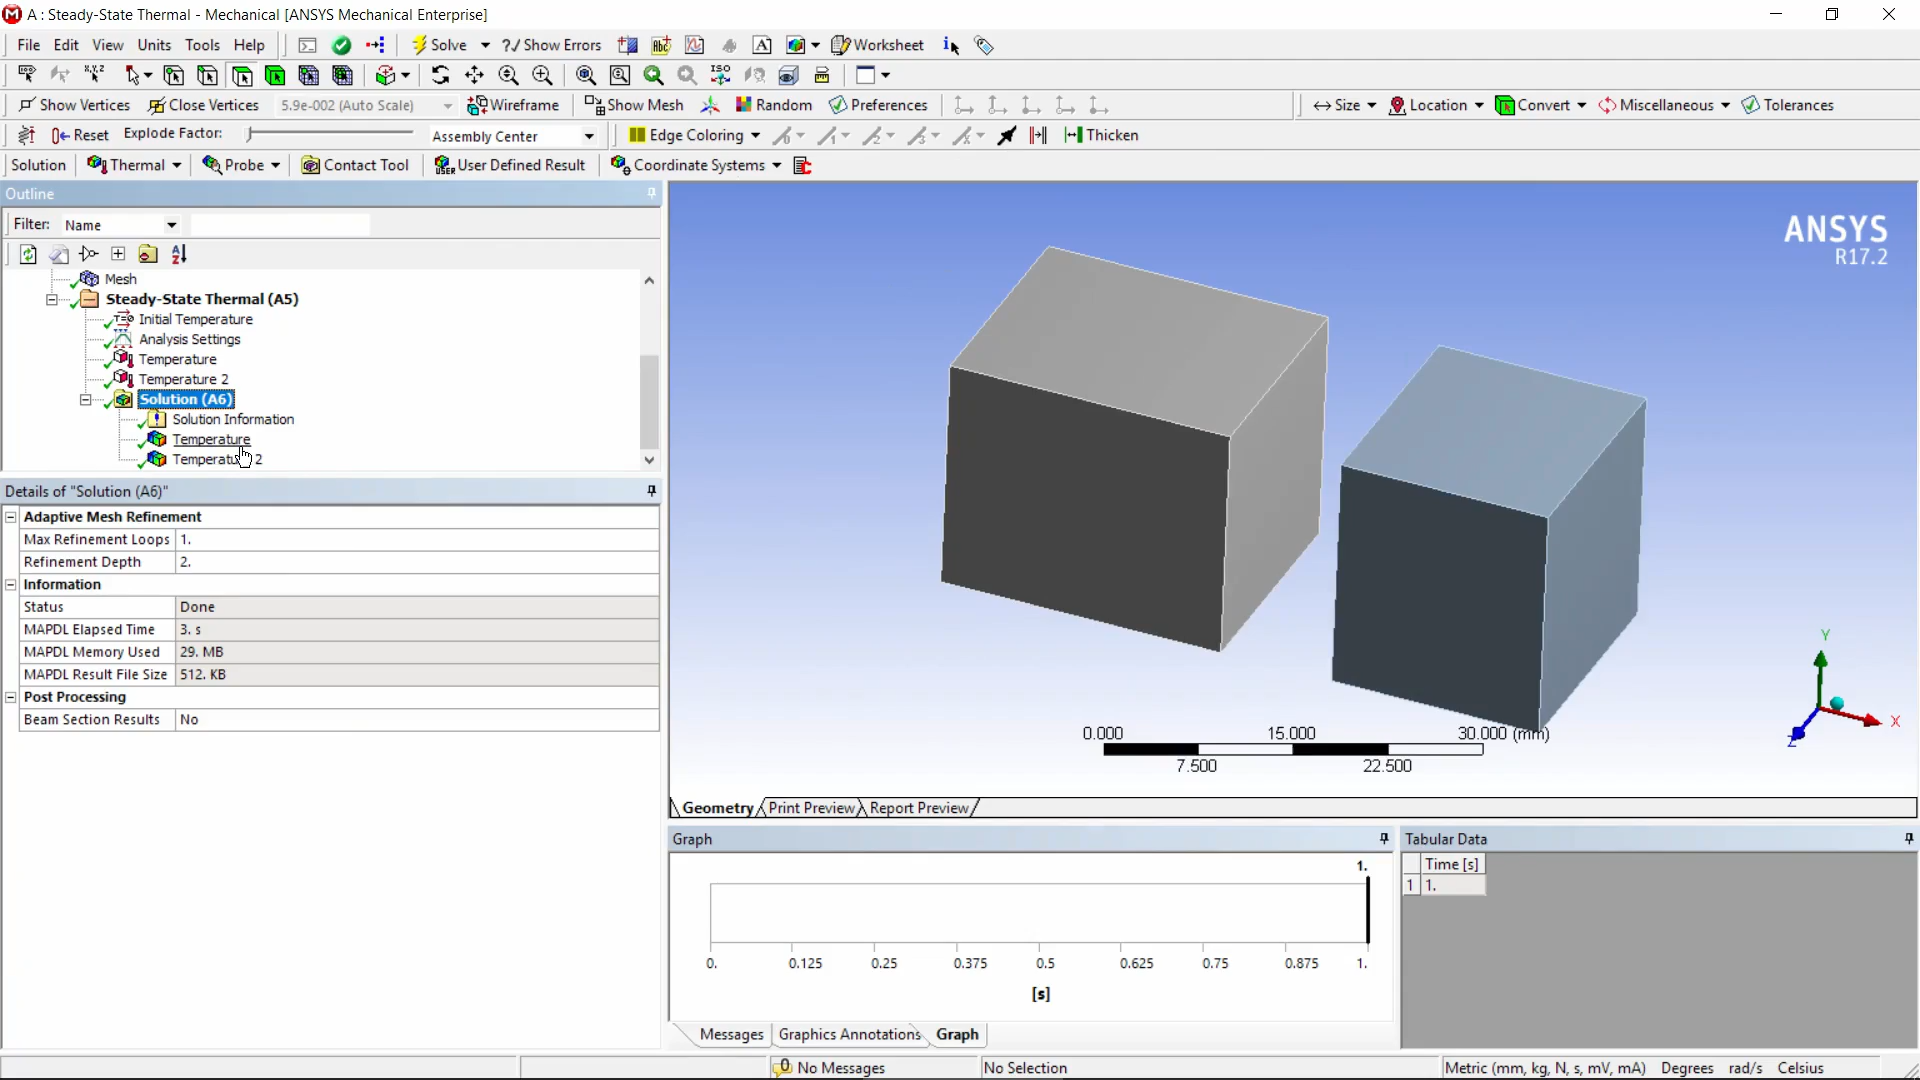 A : Steady-State Thermal - Mechanical [ANSYS Mechanical Enterprise]
File Edit View Units Tools Help Solve ?/ Show Errors Worksheet
Show Vertices Close Vertices 5.9e-002 (Auto Scale) Wireframe Show Mesh Random Preferences Size Location Convert Miscellaneous Tolerances
Reset Explode Factor: Assembly Center Edge Coloring Thicken
Solution Thermal Probe Contact Tool User Defined Result Coordinate Systems
Outline
Filter: Name
Mesh
Steady-State Thermal (A5)
Initial Temperature
Analysis Settings
Temperature
Temperature 2
Solution (A6)
Solution Information
Temperature
Temperature 2
Details of "Solution (A6)"
Adaptive Mesh Refinement
Max Refinement Loops 1.
Refinement Depth 2.
Information
Status Done
MAPDL Elapsed Time 3. s
MAPDL Memory Used 29. MB
MAPDL Result File Size 512. KB
Post Processing
Beam Section Results No
ANSYS
R17.2
0.000 15.000 30.000 (mm)
7.500 22.500
Y
X
Z
Geometry Print Preview Report Preview
Graph
1.
0. 0.125 0.25 0.375 0.5 0.625 0.75 0.875 1.
[s]
Messages Graphics Annotations Graph
Tabular Data
Time [s]
1 1.
0 No Messages No Selection Metric (mm, kg, N, s, mV, mA) Degrees rad/s Celsius